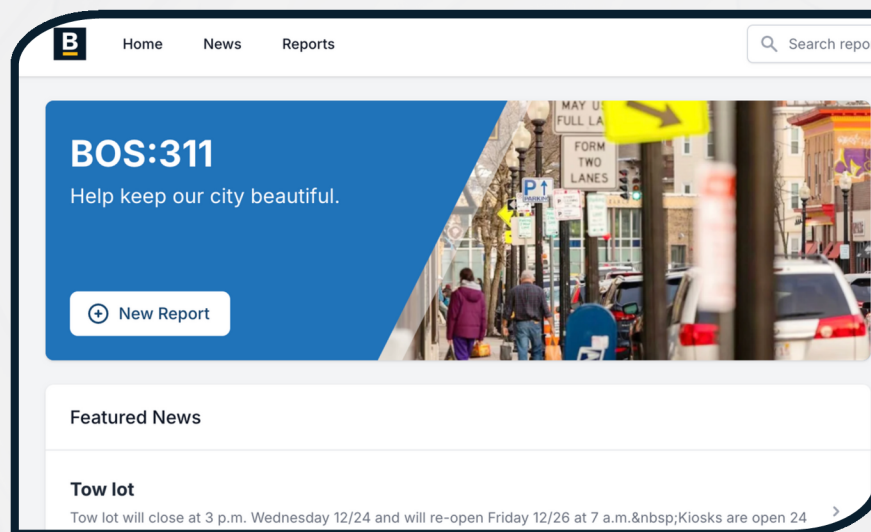 B
Home News Reports
Search repo
BOS:311
Help keep our city beautiful.
New Report
MAY U
FULL LA
FORM
TWO
LANES
P
PARKING
Featured News
Tow lot
Tow lot will close at 3 p.m. Wednesday 12/24 and will re-open Friday 12/26 at 7 a.m.&nbsp;Kiosks are open 24